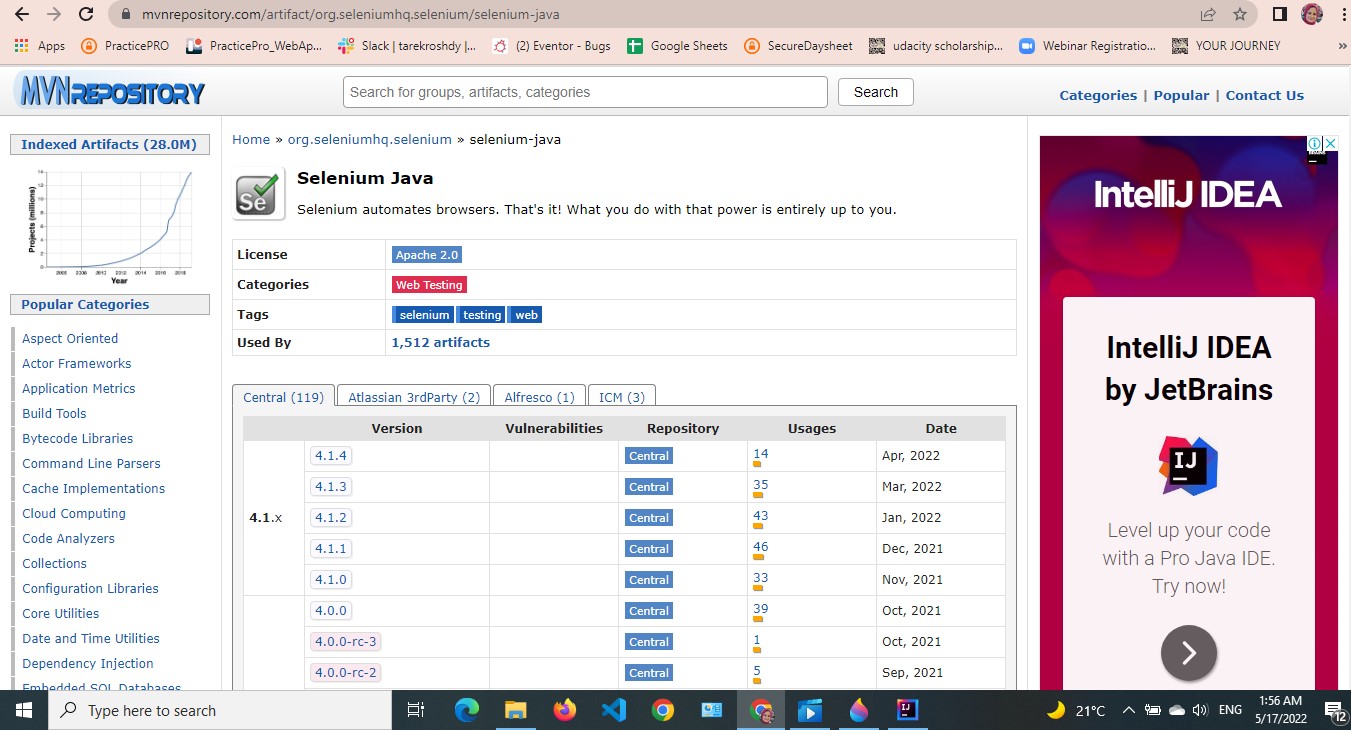 mvnrepository.com/artifact/org.seleniumhq.selenium/selenium-java
Apps PracticePRO PracticePro_WebAp... Slack | tarekroshdy |... (2) Eventor - Bugs Google Sheets SecureDaysheet udacity scholarship... Webinar Registratio... YOUR JOURNEY »
MVNREPOSITORY
Search for groups, artifacts, categories
Search
Categories | Popular | Contact Us
Indexed Artifacts (28.0M)
Projects (millions)
Year
Popular Categories
Aspect Oriented
Actor Frameworks
Application Metrics
Build Tools
Bytecode Libraries
Command Line Parsers
Cache Implementations
Cloud Computing
Code Analyzers
Collections
Configuration Libraries
Core Utilities
Date and Time Utilities
Dependency Injection
Embedded SQL Databases
Home » org.seleniumhq.selenium » selenium-java
Se
Selenium Java
Selenium automates browsers. That's it! What you do with that power is entirely up to you.
License Apache 2.0
Categories Web Testing
Tags selenium testing web
Used By 1,512 artifacts
Central (119) Atlassian 3rdParty (2) Alfresco (1) ICM (3)
Version Vulnerabilities Repository Usages Date
4.1.4 Central 14 Apr, 2022
4.1.3 Central 35 Mar, 2022
4.1.x 4.1.2 Central 43 Jan, 2022
4.1.1 Central 46 Dec, 2021
4.1.0 Central 33 Nov, 2021
4.0.0 Central 39 Oct, 2021
4.0.0-rc-3 Central 1 Oct, 2021
4.0.0-rc-2 Central 5 Sep, 2021
IntelliJ IDEA
IntelliJ IDEA
by JetBrains
IJ
Level up your code
with a Pro Java IDE.
Try now!
Type here to search
21°C
ENG
1:56 AM
5/17/2022
12